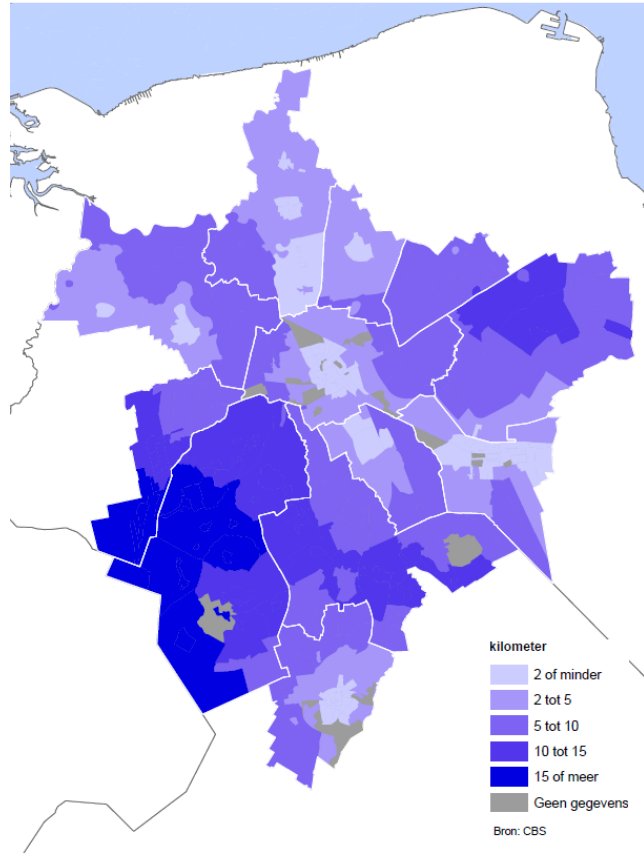 kilometer
2 of minder
2 tot 5
5 tot 10
10 tot 15
15 of meer
Geen gegevens
Bron: CBS